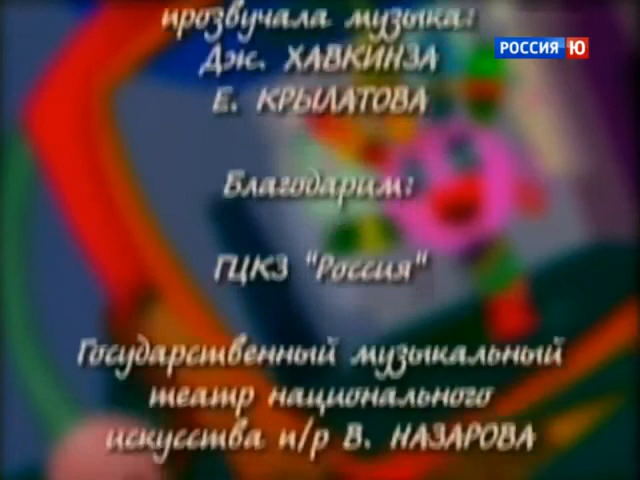 прозвучала музыка:
РОССИЯ Ю
Дж. ХАВКИНЗА
Е. КРЫЛАТОВА
Благодарим:
ГЦКЗ "Россия"
Государственный музыкальный
театр национального
искусства п/р В. НАЗАРОВА